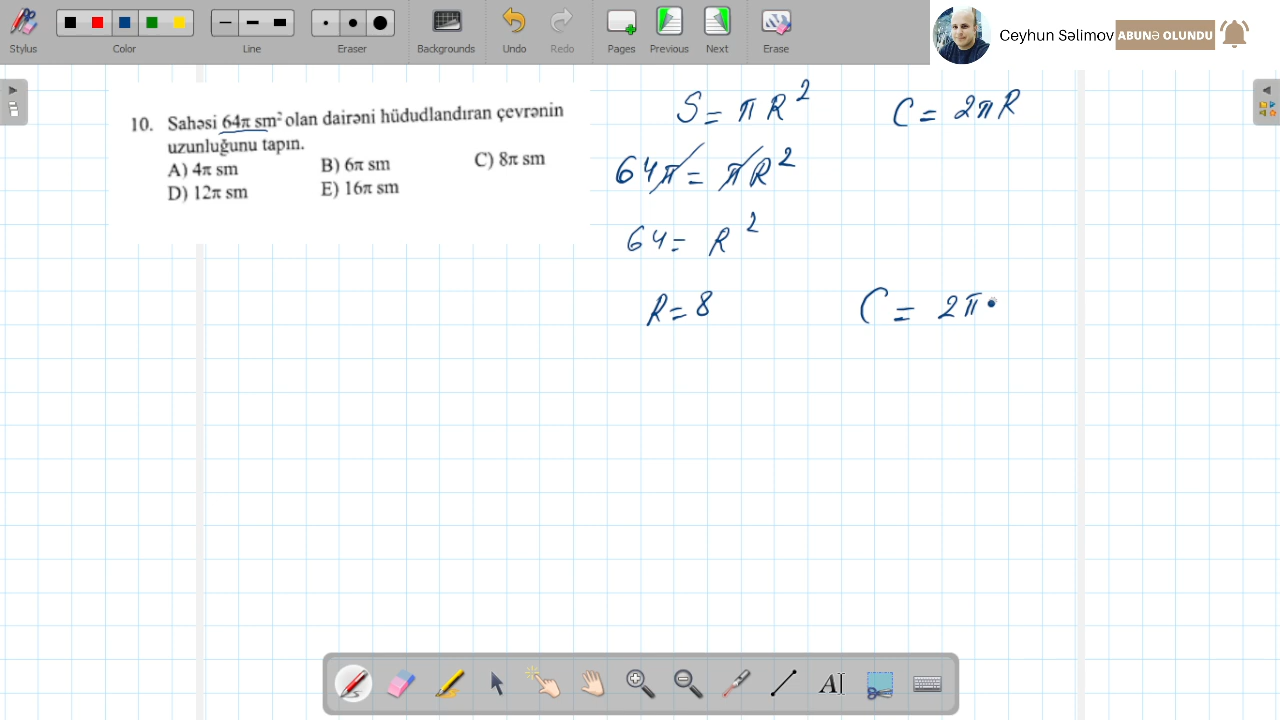 Stylus Color Line Eraser Backgrounds Undo Redo Pages Previous Next Erase
Ceyhun Səlimov ABUNƏ OLUNDU
10. Sahəsi 64π sm² olan dairəni hüdudlandıran çevrənin
uzunluğunu tapın.
A) 4π sm B) 6π sm C) 8π sm
D) 12π sm E) 16π sm
S = πR² C = 2πR
64π = πR²
64 = R²
R = 8 C = 2π·
AI